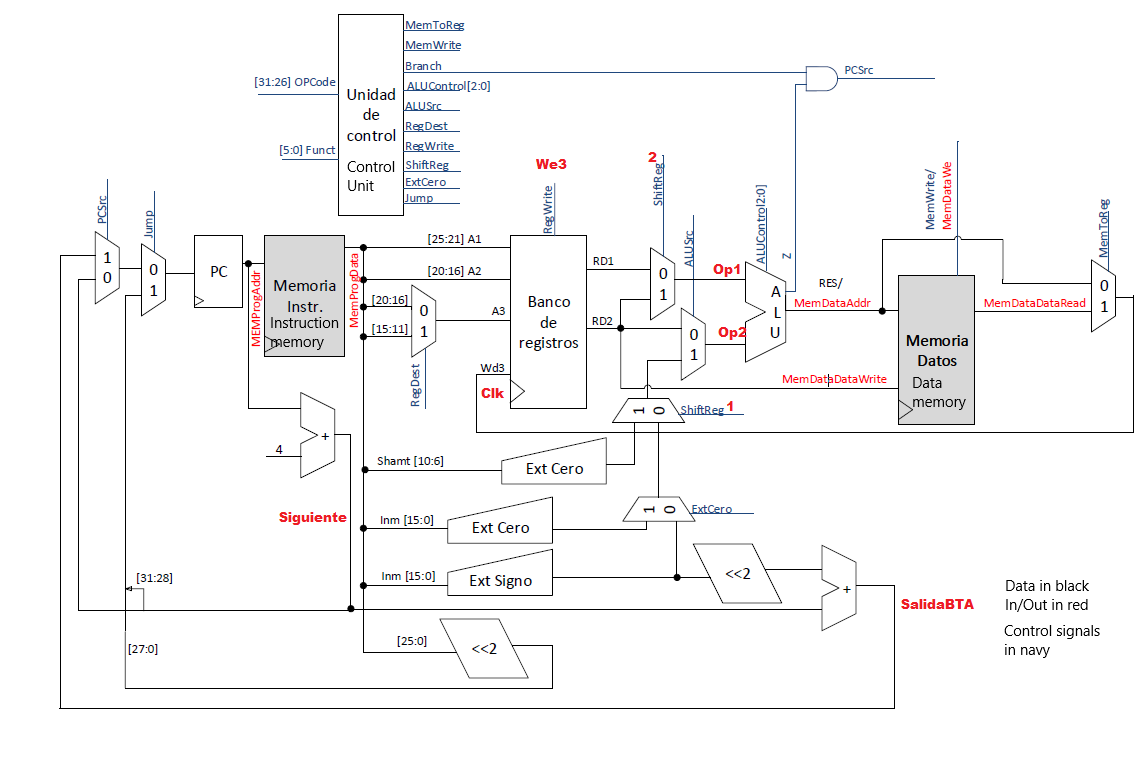 MemToReg
MemWrite
Branch
ALUControl[2:0]
ALUSrc
RegDest
RegWrite
ShiftReg
ExtCero
Jump
[31:26] OPCode
[5:0] Funct
Unidad
de
control
Control
Unit
PCSrc
We3
2
PCSrc
Jump
RegWrite
ShiftReg
ALUSrc
ALUControl2:0]
Z
MemWrite/
MemDataWe
MemToReg
1
0
0
1
PC
MEMProgAddr
Memoria
Instr.
Instruction
memory
MemProgData
[25:21] A1
[20:16] A2
[20:16]
[15:11]
0
1
RegDest
A3
Wd3
Clk
Banco
de
registros
RD1
RD2
0
1
0
1
Op1
Op2
A
L
U
RES/
MemDataAddr
MemDataDataWrite
Memoria
Datos
Data
memory
MemDataDataRead
0
1
1 0
ShiftReg 1
4
+
Shamt [10:6]
Ext Cero
Siguiente
Inm [15:0]
Ext Cero
1 0
ExtCero
Inm [15:0]
Ext Signo
<<2
+
SalidaBTA
[31:28]
[27:0]
[25:0]
<<2
Data in black
In/Out in red
Control signals
in navy